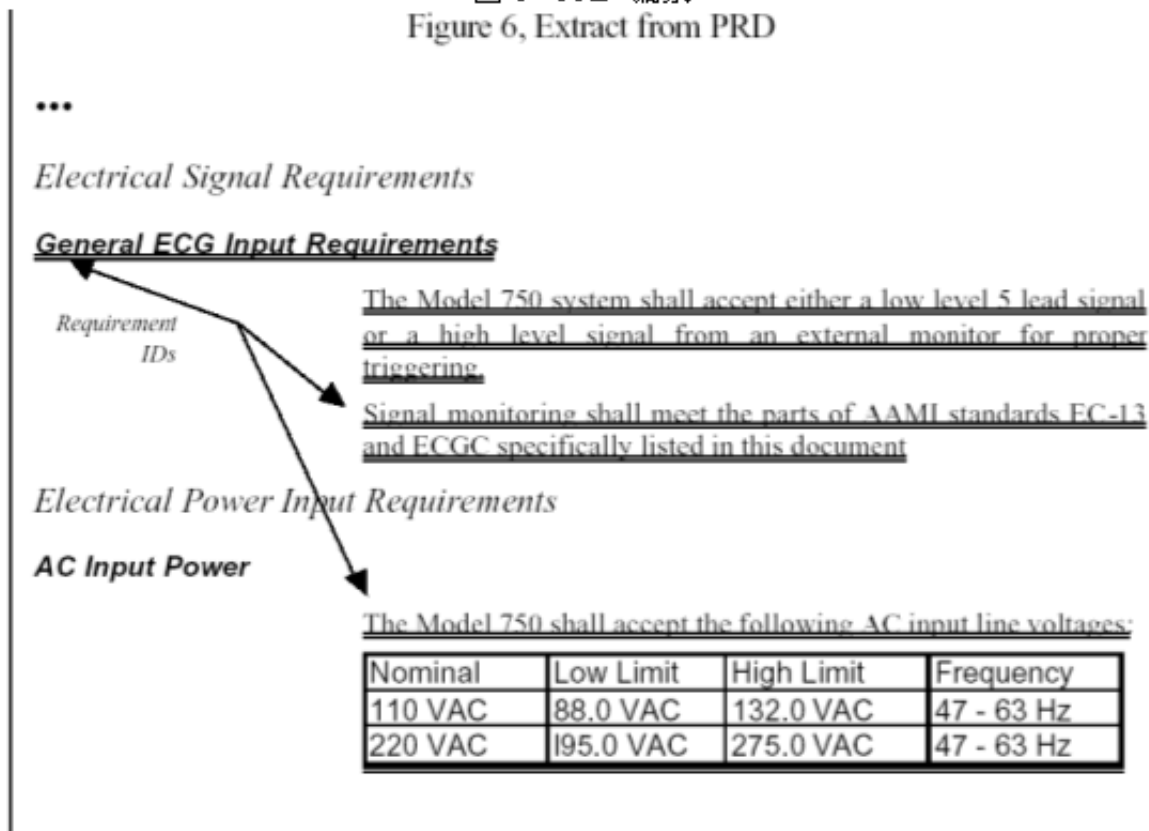 Figure 6, Extract from PRD
•••
Electrical Signal Requirements
General ECG Input Requirements
Requirement
IDs
The Model 750 system shall accept either a low level 5 lead signal
or a high level signal from an external monitor for proper
triggering.
Signal monitoring shall meet the parts of AAMI standards EC-13
and ECGC specifically listed in this document
Electrical Power Input Requirements
AC Input Power
The Model 750 shall accept the following AC input line voltages:
Nominal Low Limit High Limit Frequency
110 VAC 88.0 VAC 132.0 VAC 47 - 63 Hz
220 VAC I95.0 VAC 275.0 VAC 47 - 63 Hz